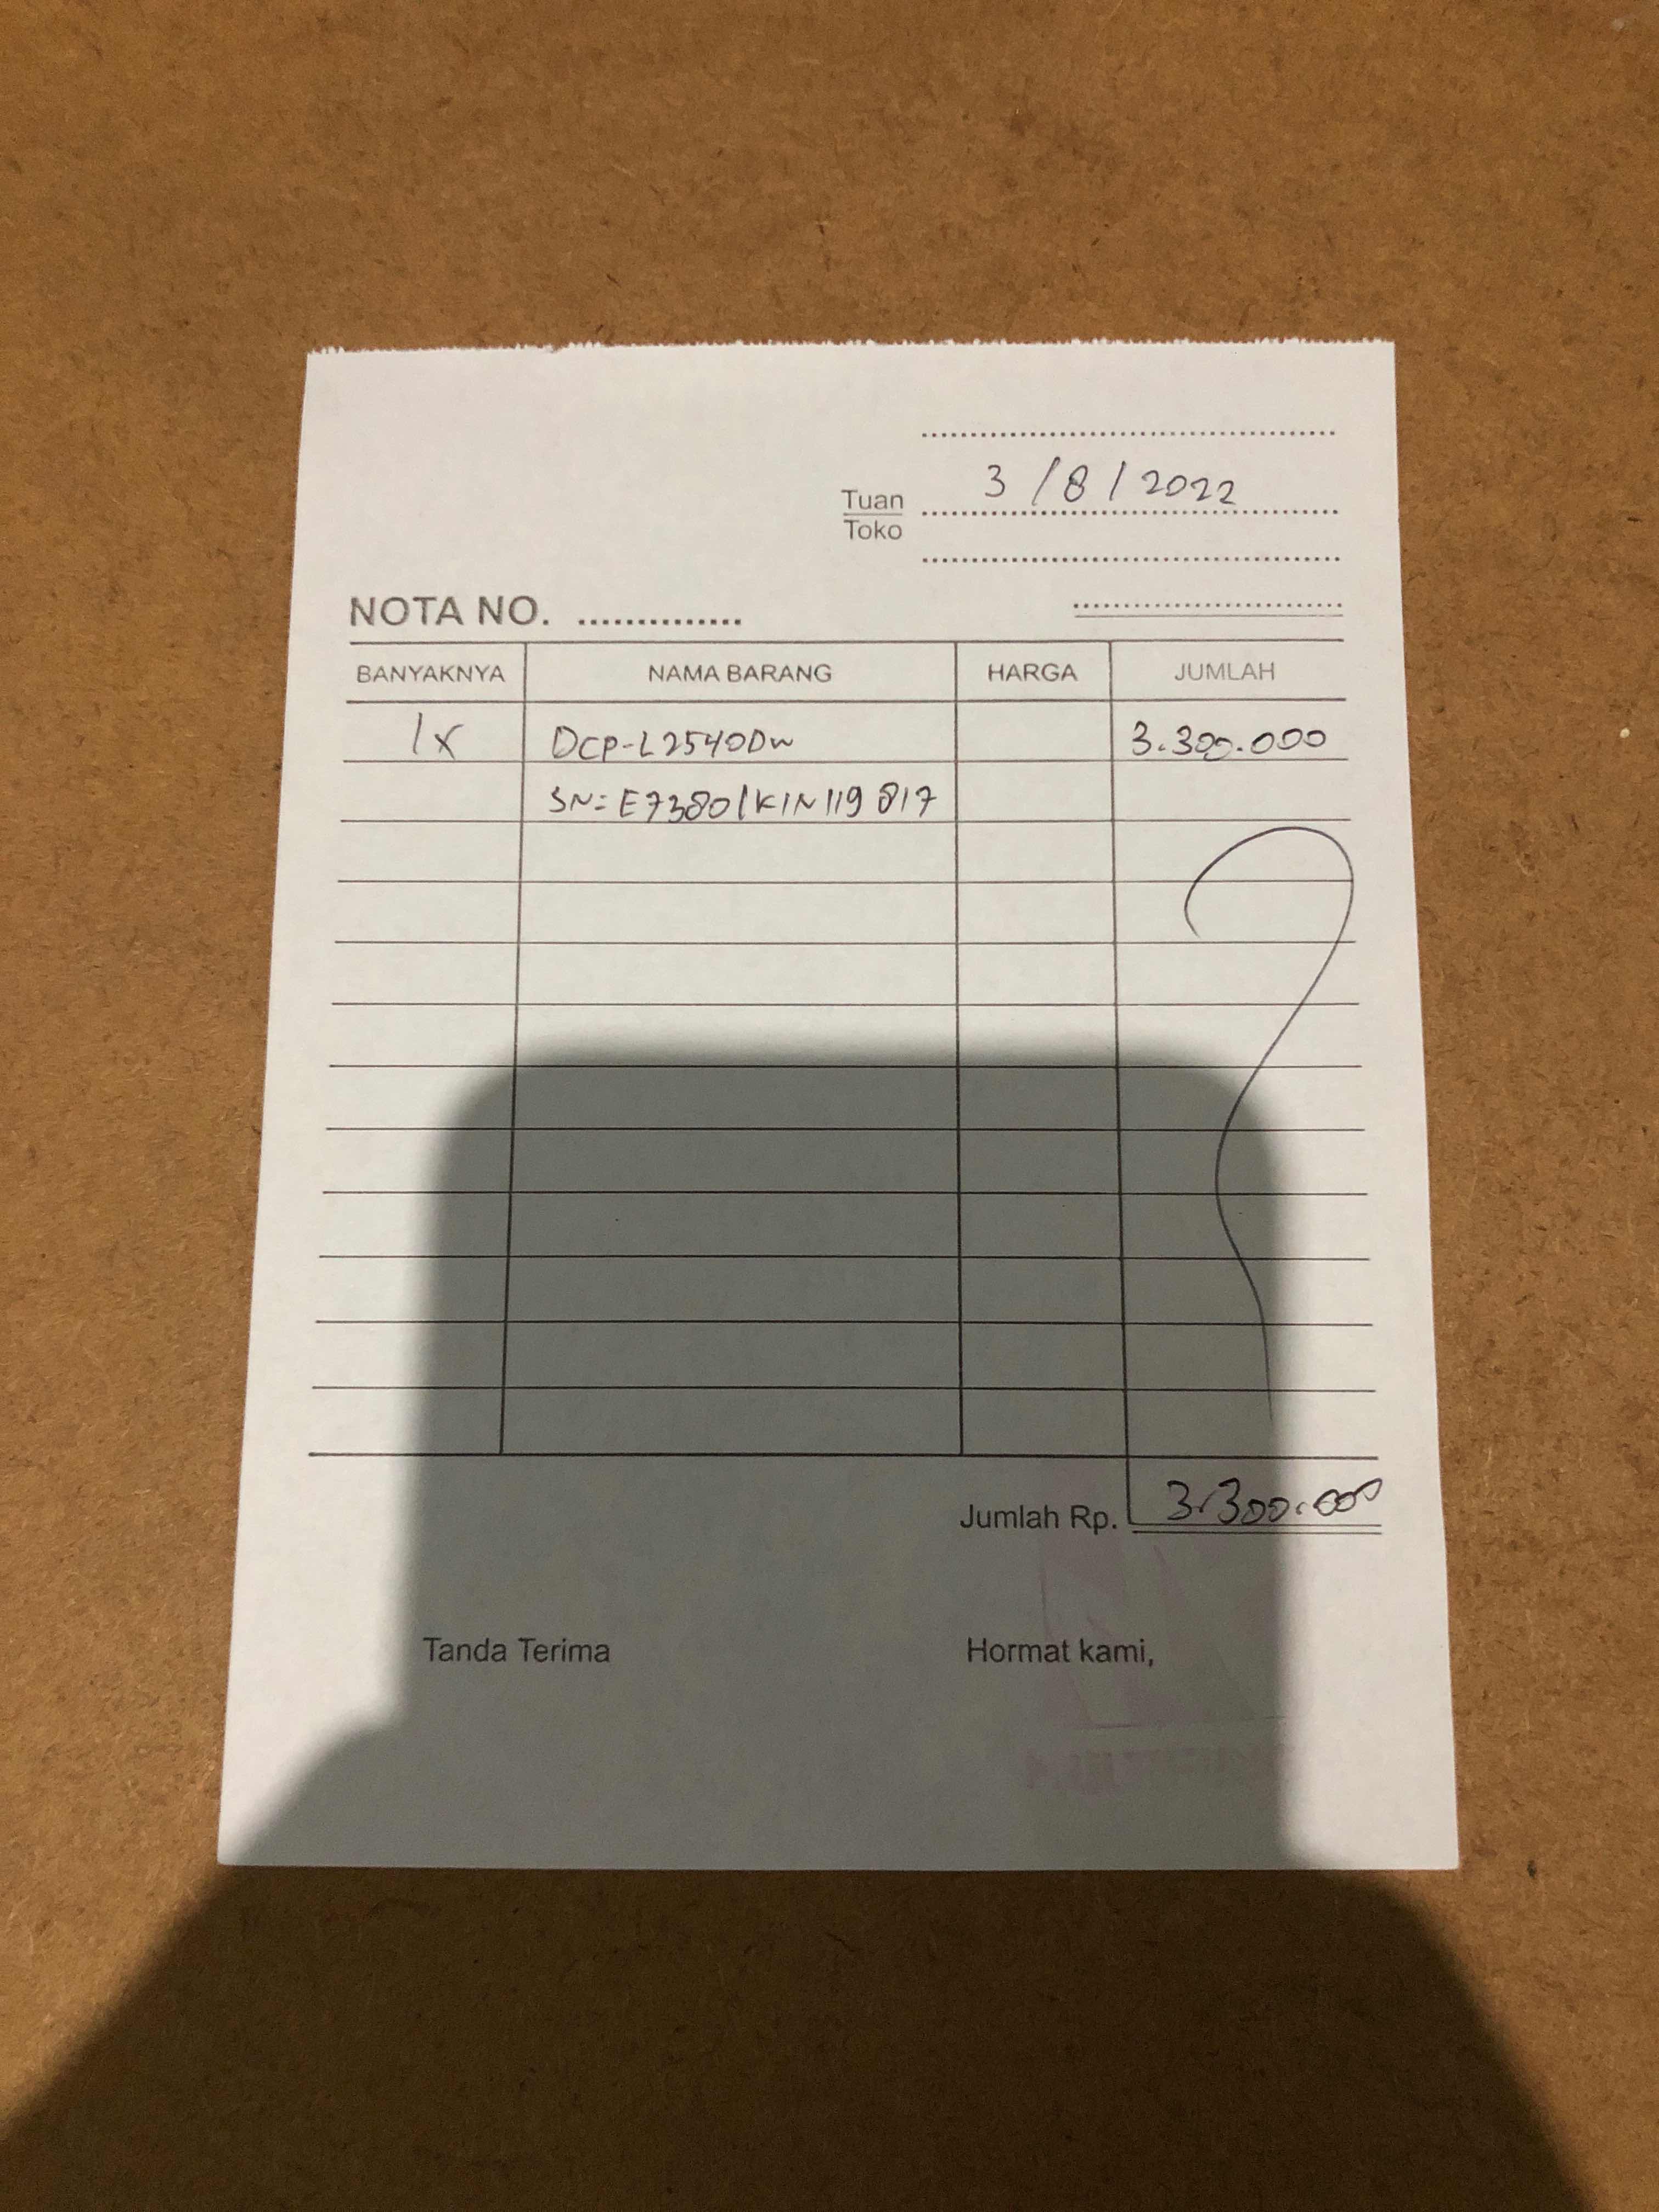 3/8/2022
Tuan
Toko
NOTA NO. ..............
BANYAKNYA NAMA BARANG HARGA JUMLAH
1x DCP-L2540DW 3.300.000
SN: E73801K1N119817
Jumlah Rp. 3.300.000
Tanda Terima Hormat kami,